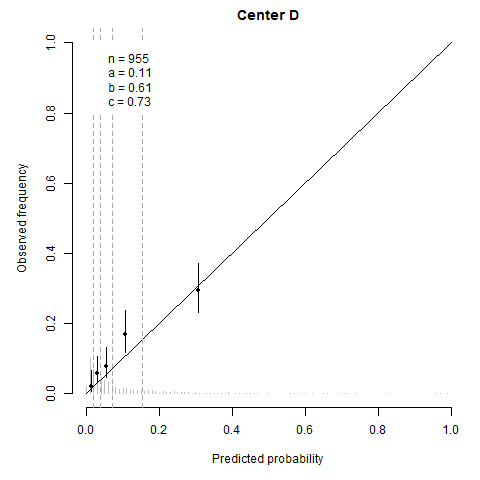 Center D
n = 955
a = 0.11
b = 0.61
c = 0.73
Observed frequency
1.0
0.8
0.6
0.4
0.2
0.0
0.0 0.2 0.4 0.6 0.8 1.0
Predicted probability